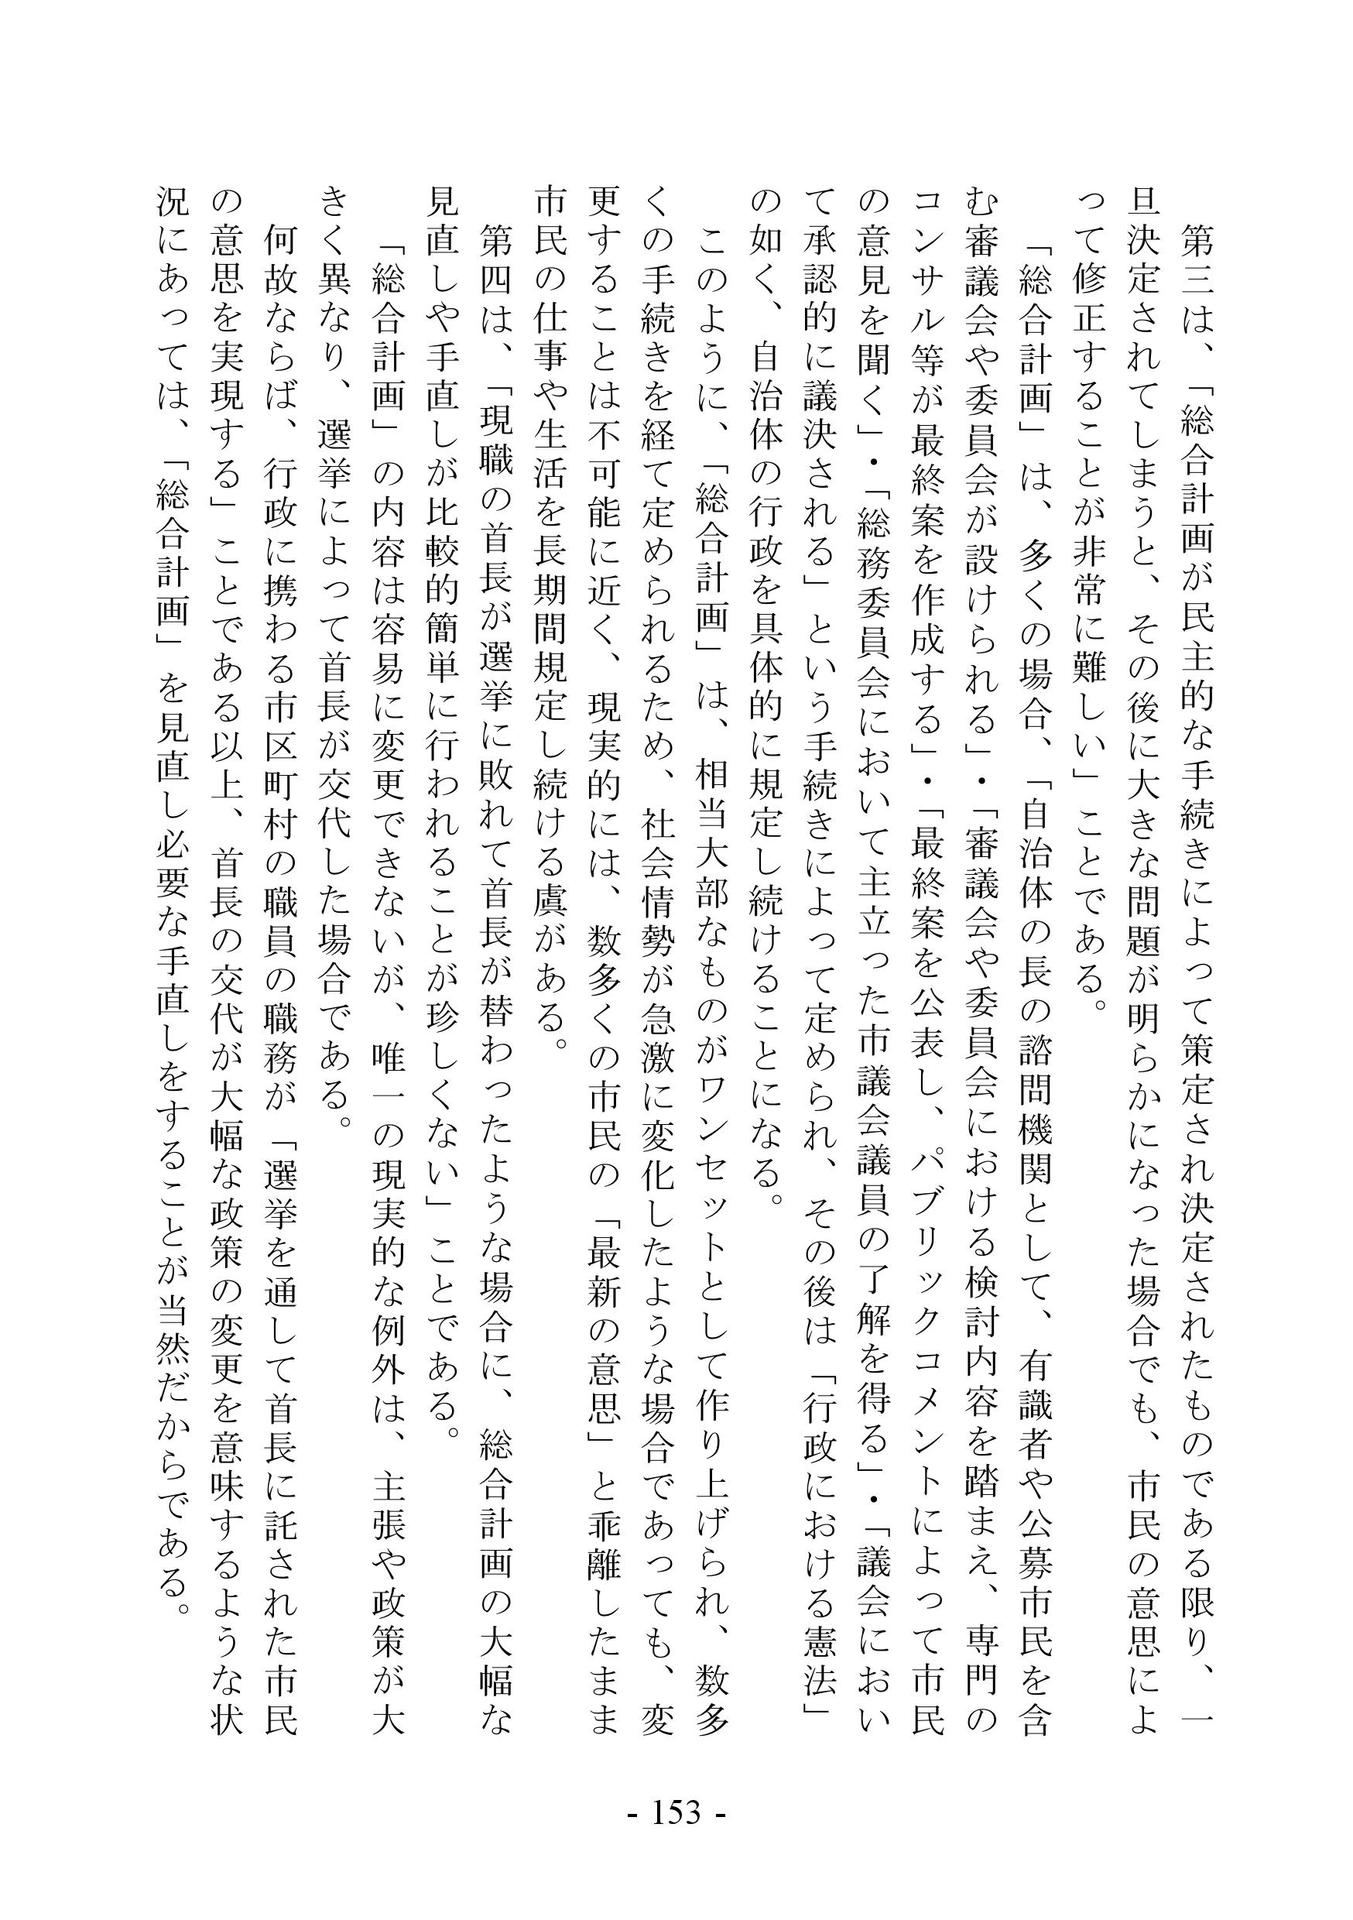 第三は、「総合計画が民主的な手続きによって策定され決定されたものである限り、一
旦決定されてしまうと、その後に大きな問題が明らかになった場合でも、市民の意思によ
って修正することが非常に難しい」ことである。
「総合計画」は、多くの場合、「自治体の長の諮問機関として、有識者や公募市民を含
む審議会や委員会が設けられる」・「審議会や委員会における検討内容を踏まえ、専門の
コンサル等が最終案を作成する」・「最終案を公表し、パブリックコメントによって市民
の意見を聞く」・「総務委員会において主立った市議会議員の了解を得る」・「議会におい
て承認的に議決される」という手続きによって定められ、その後は「行政における憲法」
の如く、自治体の行政を具体的に規定し続けることになる。
このように、「総合計画」は、相当大部なものがワンセットとして作り上げられ、数多
くの手続きを経て定められるため、社会情勢が急激に変化したような場合であっても、変
更することは不可能に近く、現実的には、数多くの市民の「最新の意思」と乖離したまま
市民の仕事や生活を長期間規定し続ける虞がある。
第四は、「現職の首長が選挙に敗れて首長が替わったような場合に、総合計画の大幅な
見直しや手直しが比較的簡単に行われることが珍しくない」ことである。
「総合計画」の内容は容易に変更できないが、唯一の現実的な例外は、主張や政策が大
きく異なり、選挙によって首長が交代した場合である。
何故ならば、行政に携わる市区町村の職員の職務が「選挙を通して首長に託された市民
の意思を実現する」ことである以上、首長の交代が大幅な政策の変更を意味するような状
況にあっては、「総合計画」を見直し必要な手直しをすることが当然だからである。
- 153 -